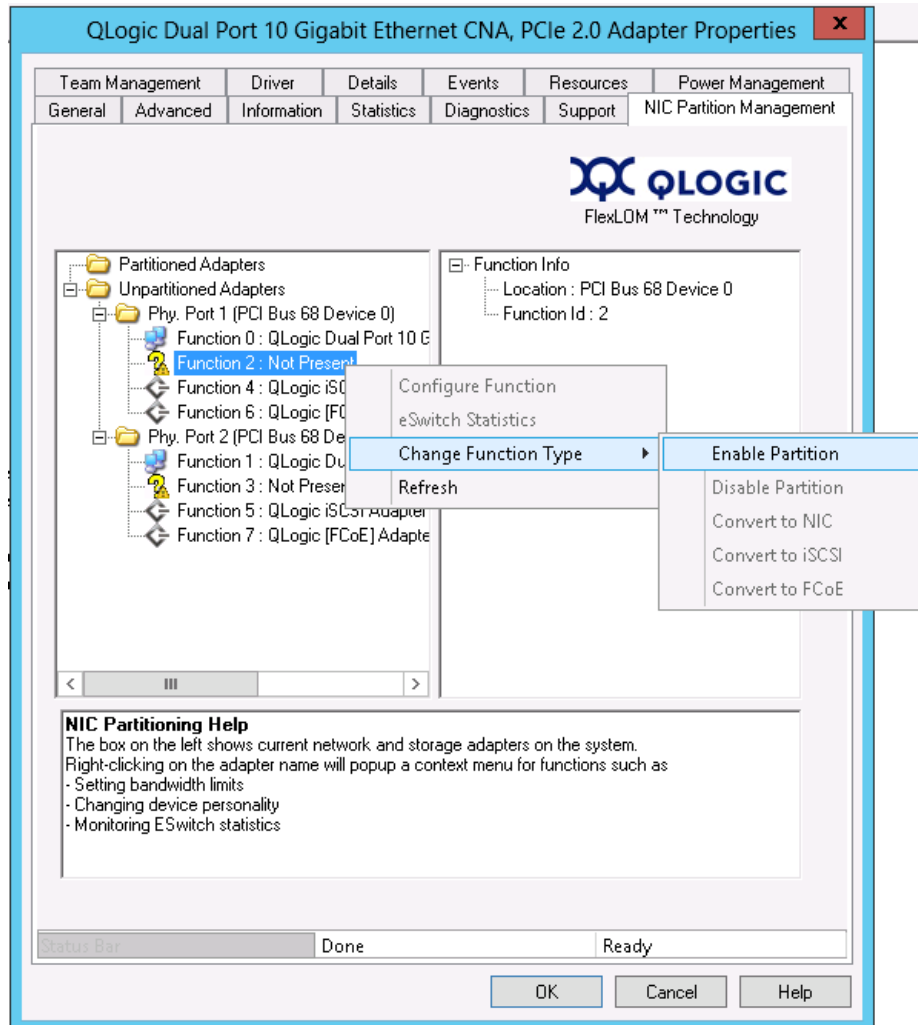 QLogic Dual Port 10 Gigabit Ethernet CNA, PCIe 2.0 Adapter Properties x
Team Management Driver Details Events Resources Power Management
General Advanced Information Statistics Diagnostics Support NIC Partition Management
QLOGIC
FlexLOM ™ Technology
Partitioned Adapters
Unpartitioned Adapters
Phy. Port 1 (PCI Bus 68 Device 0)
Function 0 : QLogic Dual Port 10 G
Function 2 : Not Present
Function 4 : QLogic iSC
Function 6 : QLogic [FC
Phy. Port 2 (PCI Bus 68 De
Function 1 : QLogic Du
Function 3 : Not Preser
Function 5 : QLogic iSCSI Adapter
Function 7 : QLogic [FCoE] Adapte
Function Info
Location : PCI Bus 68 Device 0
Function Id : 2
Configure Function
eSwitch Statistics
Change Function Type
Refresh
Enable Partition
Disable Partition
Convert to NIC
Convert to iSCSI
Convert to FCoE
NIC Partitioning Help
The box on the left shows current network and storage adapters on the system.
Right-clicking on the adapter name will popup a context menu for functions such as
- Setting bandwidth limits
- Changing device personality
- Monitoring ESwitch statistics
Status Bar Done Ready
OK Cancel Help